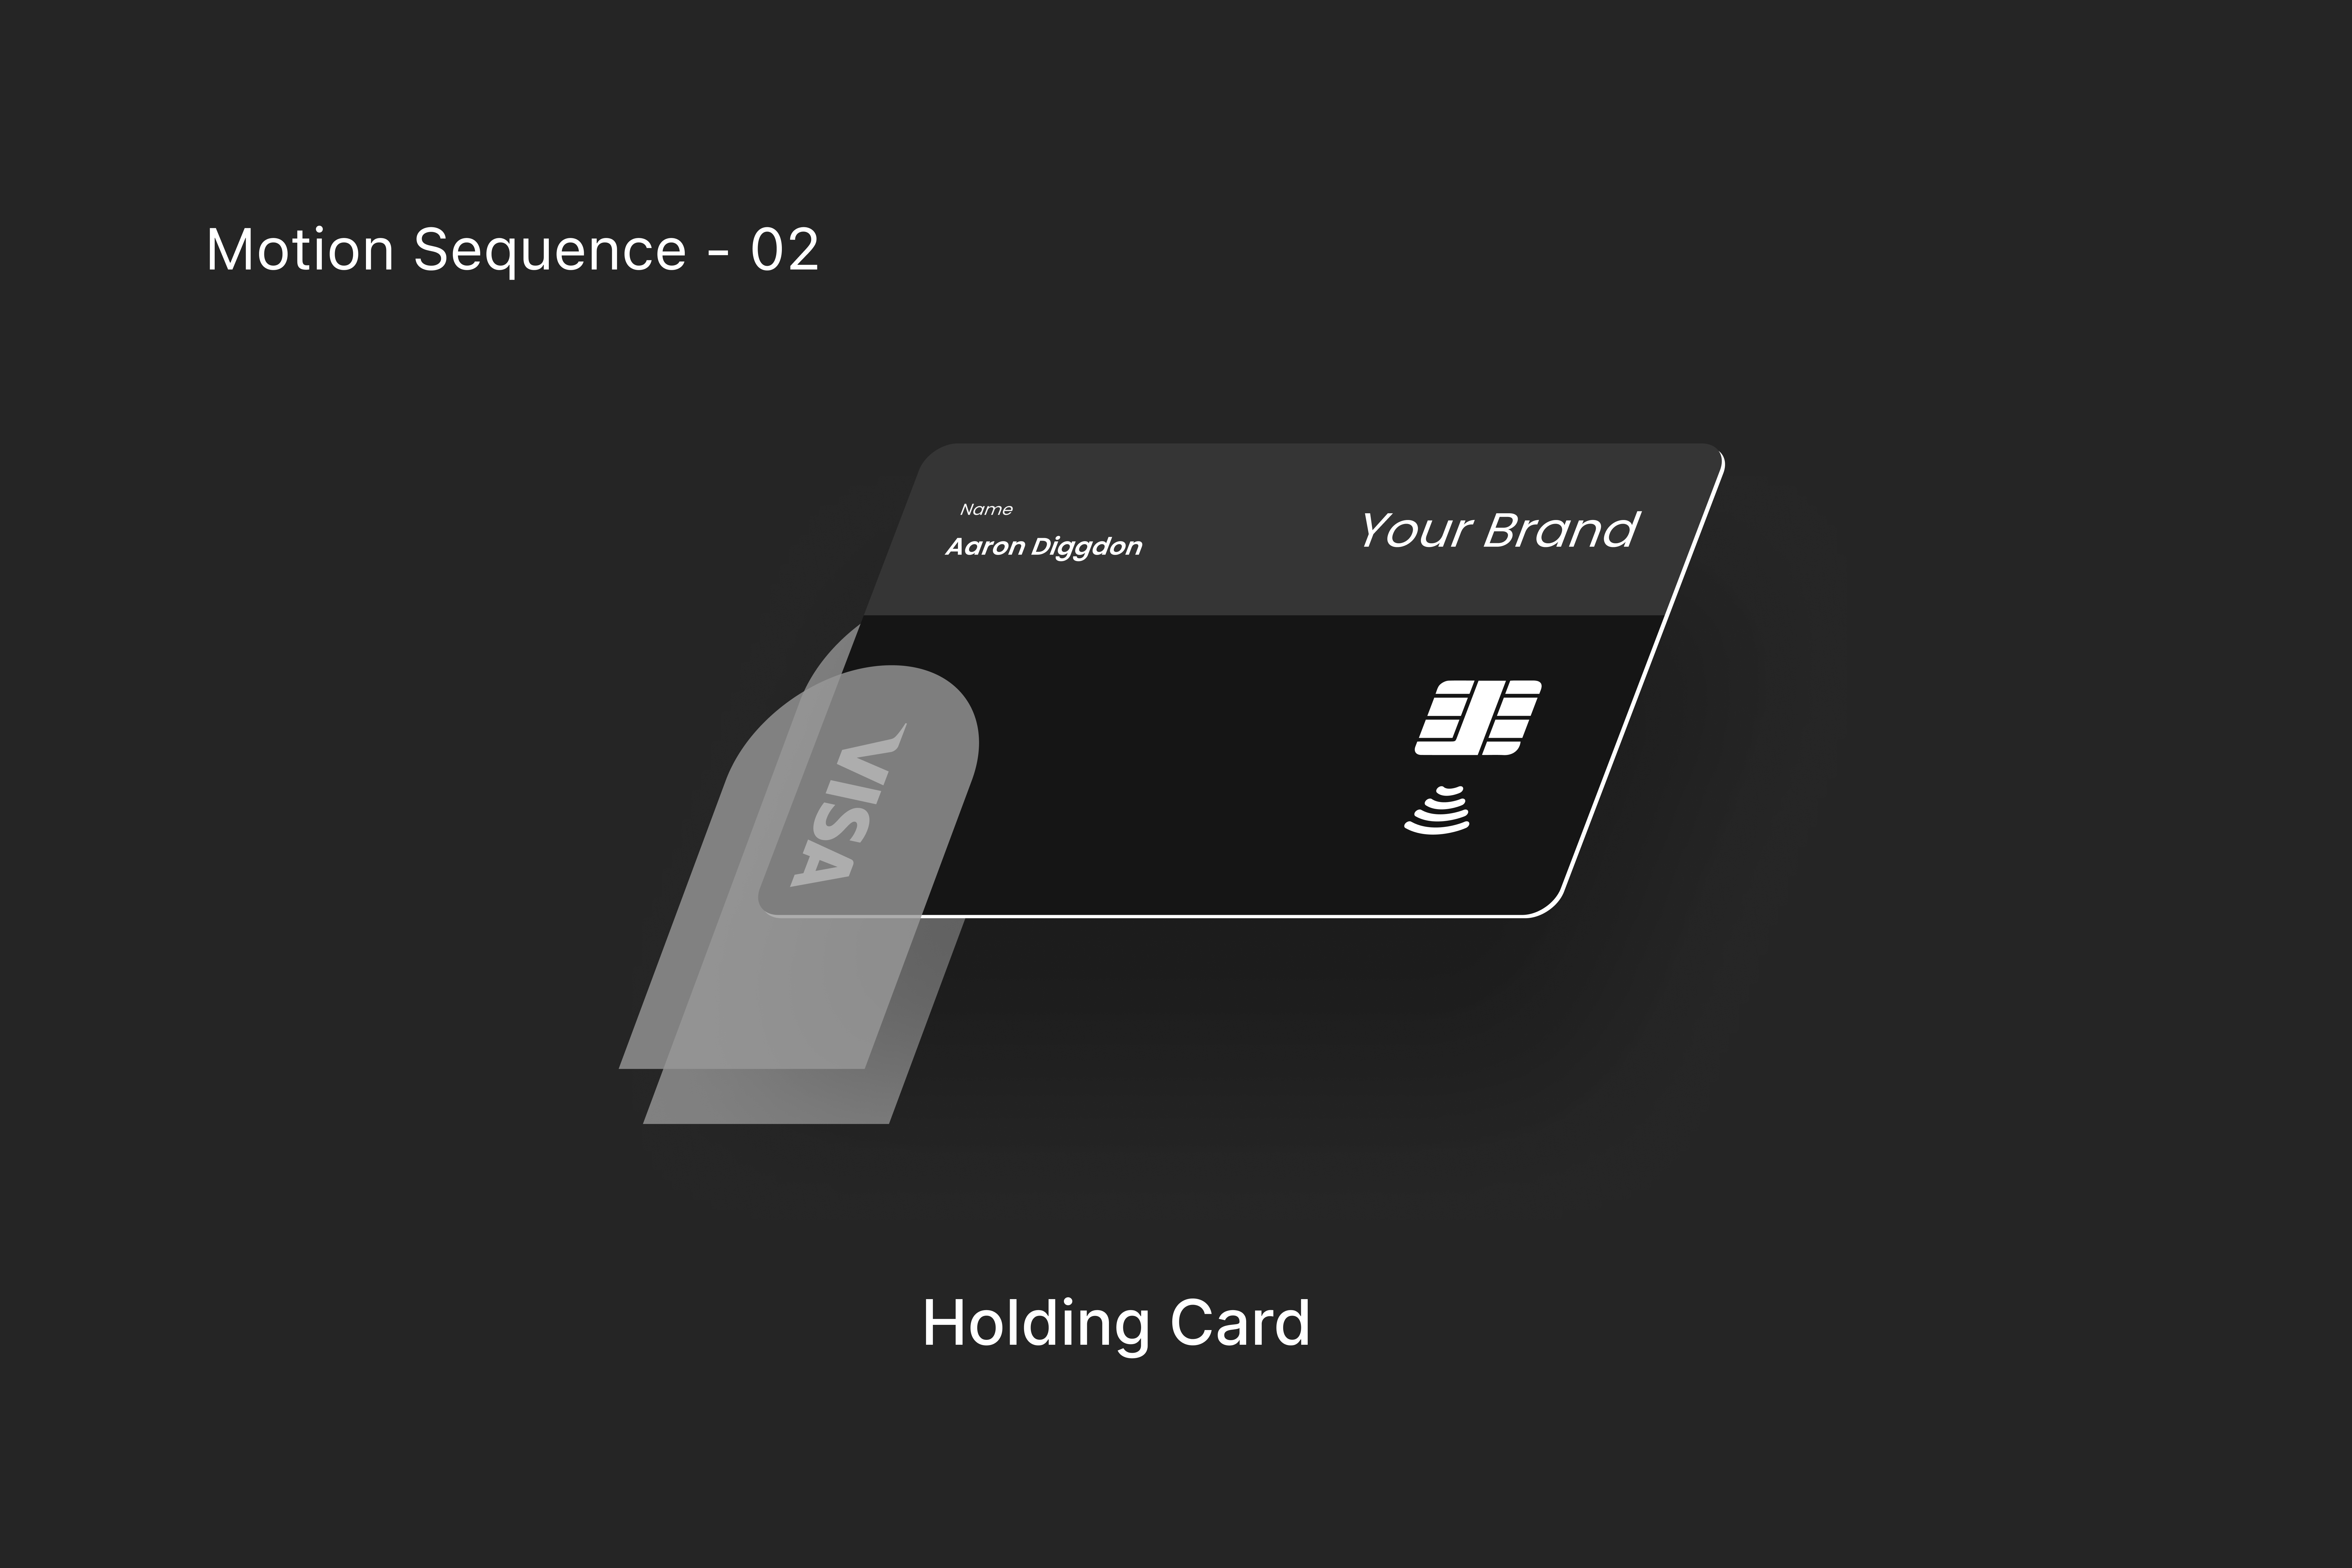 Motion Sequence - 02
Name
Aaron Diggdon
Your Brand
VISA
Holding Card